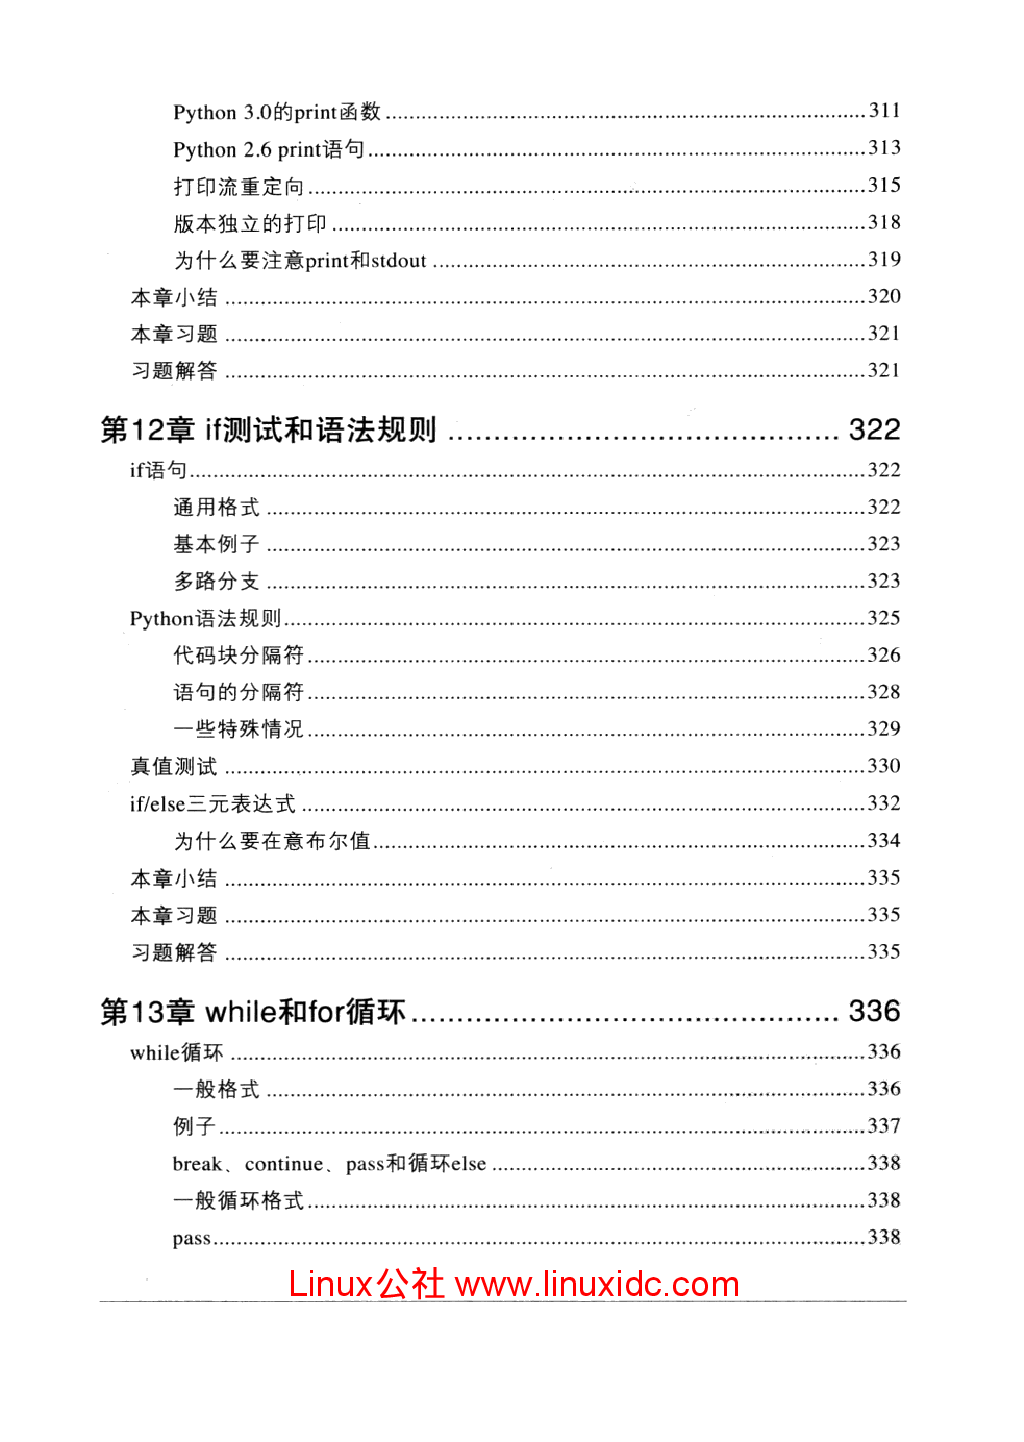 Python 3.0的print函数 ........ 311
Python 2.6 print语句 ........ 313
打印流重定向 ........ 315
版本独立的打印 ........ 318
为什么要注意print和stdout ........ 319
本章小结 ........ 320
本章习题 ........ 321
习题解答 ........ 321
第12章 if测试和语法规则 ........ 322
if语句 ........ 322
通用格式 ........ 322
基本例子 ........ 323
多路分支 ........ 323
Python语法规则 ........ 325
代码块分隔符 ........ 326
语句的分隔符 ........ 328
一些特殊情况 ........ 329
真值测试 ........ 330
if/else三元表达式 ........ 332
为什么要在意布尔值 ........ 334
本章小结 ........ 335
本章习题 ........ 335
习题解答 ........ 335
第13章 while和for循环 ........ 336
while循环 ........ 336
一般格式 ........ 336
例子 ........ 337
break、continue、pass和循环else ........ 338
一般循环格式 ........ 338
pass ........ 338
Linux公社 www.linuxidc.com